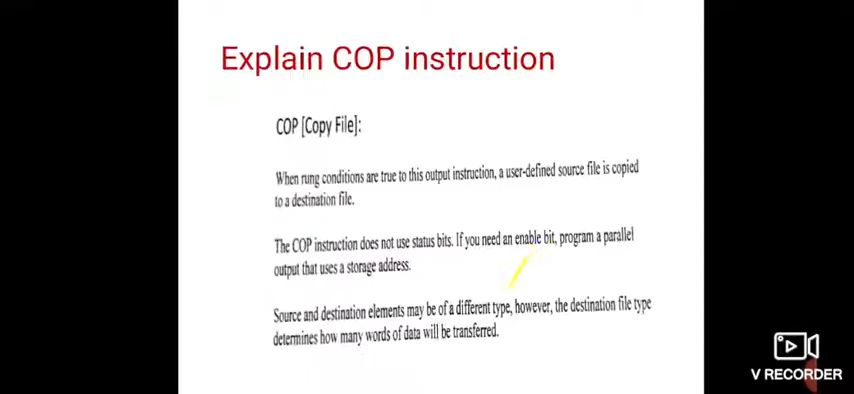 Explain COP instruction
COP [Copy File]:
When rung conditions are true to this output instruction, a user-defined source file is copied
to a destination file.
The COP instruction does not use status bits. If you need an enable bit, program a parallel
output that uses a storage address.
Source and destination elements may be of a different type, however, the destination file type
determines how many words of data will be transferred.
V RECORDER